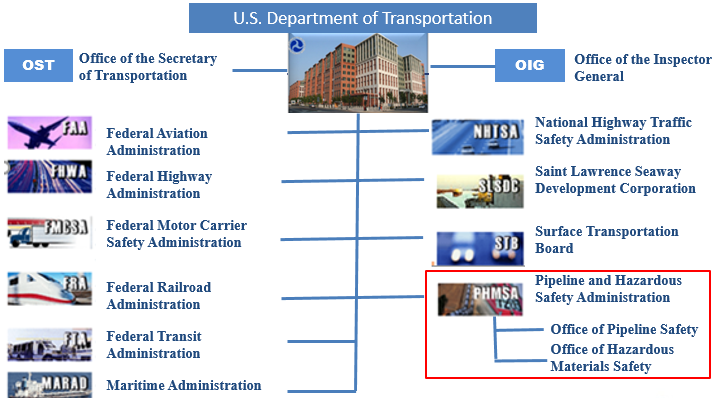 U.S. Department of Transportation
OST
Office of the Secretary
of Transportation
OIG
Office of the Inspector
General
FAA
Federal Aviation
Administration
FHWA
Federal Highway
Administration
FMCSA
Federal Motor Carrier
Safety Administration
FRA
Federal Railroad
Administration
FTA
Federal Transit
Administration
MARAD
Maritime Administration
NHTSA
National Highway Traffic
Safety Administration
SLSDC
Saint Lawrence Seaway
Development Corporation
STB
Surface Transportation
Board
PHMSA
Pipeline and Hazardous
Safety Administration
Office of Pipeline Safety
Office of Hazardous
Materials Safety